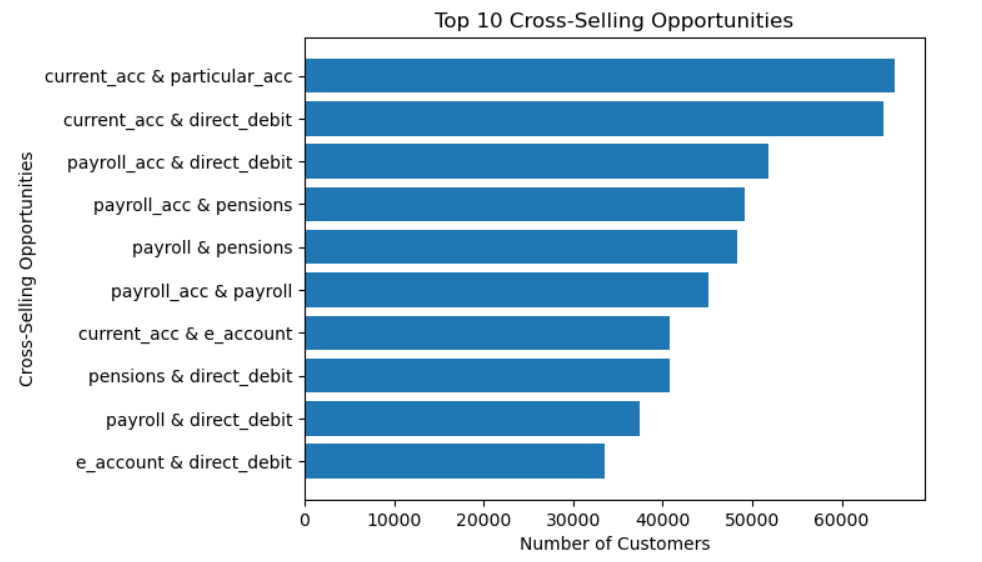 Top 10 Cross-Selling Opportunities
Cross-Selling Opportunities
current_acc & particular_acc
current_acc & direct_debit
payroll_acc & direct_debit
payroll_acc & pensions
payroll & pensions
payroll_acc & payroll
current_acc & e_account
pensions & direct_debit
payroll & direct_debit
e_account & direct_debit
0 10000 20000 30000 40000 50000 60000
Number of Customers